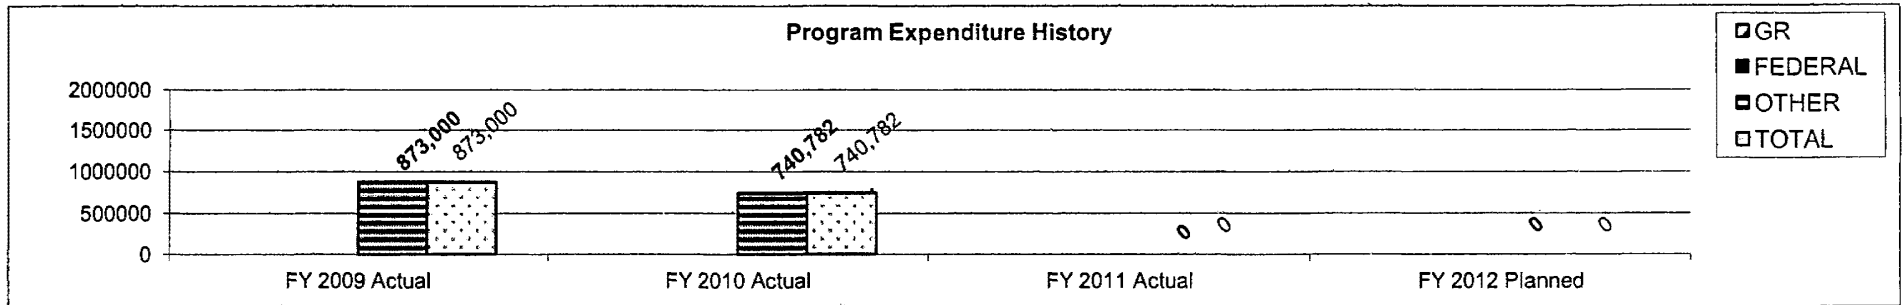 Program Expenditure History
GR
FEDERAL
OTHER
TOTAL
2000000
1500000
1000000
500000
0
873,000
873,000
740,782
740,782
0
0
0
0
FY 2009 Actual
FY 2010 Actual
FY 2011 Actual
FY 2012 Planned